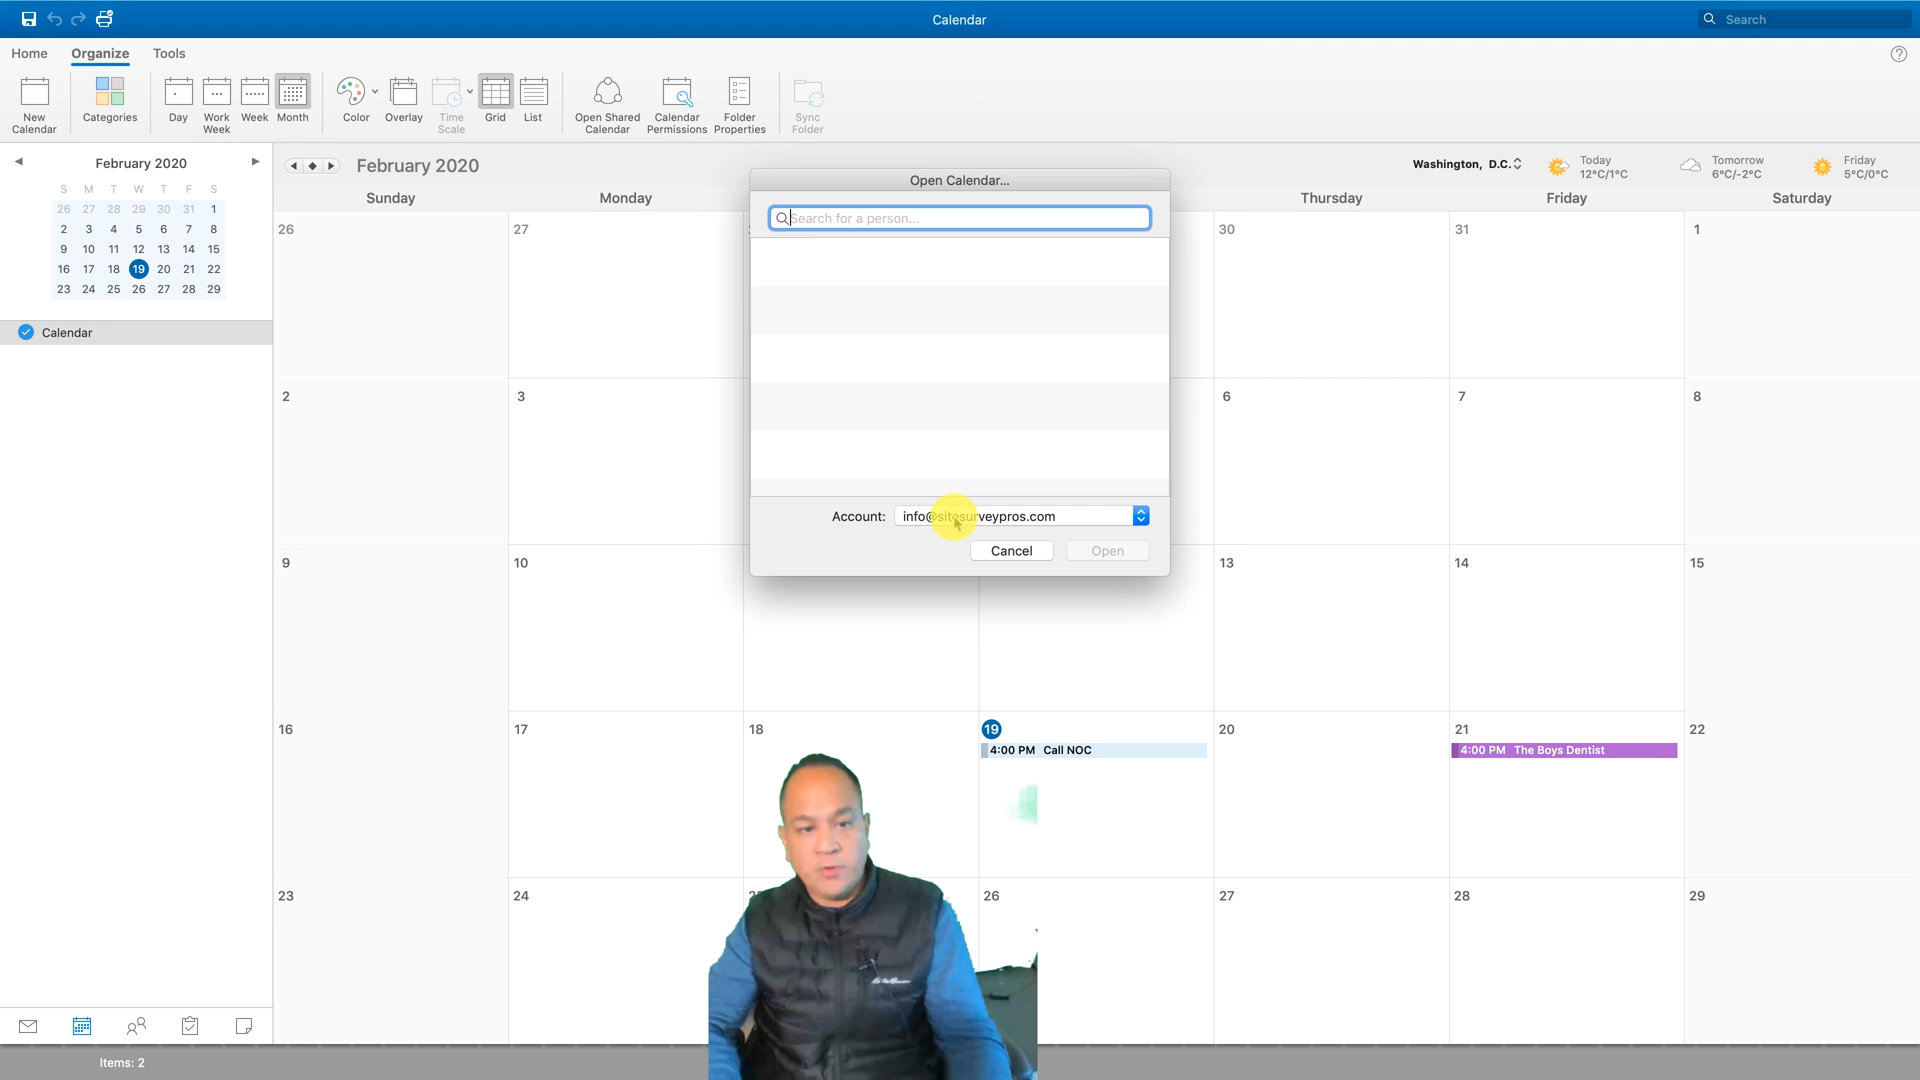 Calendar
Search
Home
Organize
Tools
New Calendar
Categories
Day
Work Week
Week
Month
Color
Overlay
Time Scale
Grid
List
Open Shared Calendar
Calendar Permissions
Folder Properties
Sync Folder
February 2020
S M T W T F S
26 27 28 29 30 31 1
2 3 4 5 6 7 8
9 10 11 12 13 14 15
16 17 18 19 20 21 22
23 24 25 26 27 28 29
Calendar
February 2020
Washington, D.C.
Today
12°C/1°C
Tomorrow
6°C/-2°C
Friday
5°C/0°C
Sunday
Monday
Thursday
Friday
Saturday
26
27
30
31
1
2
3
6
7
8
9
10
13
14
15
16
17
18
19
20
21
22
4:00 PM Call NOC
4:00 PM The Boys Dentist
23
24
26
27
28
29
Open Calendar...
Search for a person...
Account: info@sitesurveypros.com
Cancel
Open
Items: 2